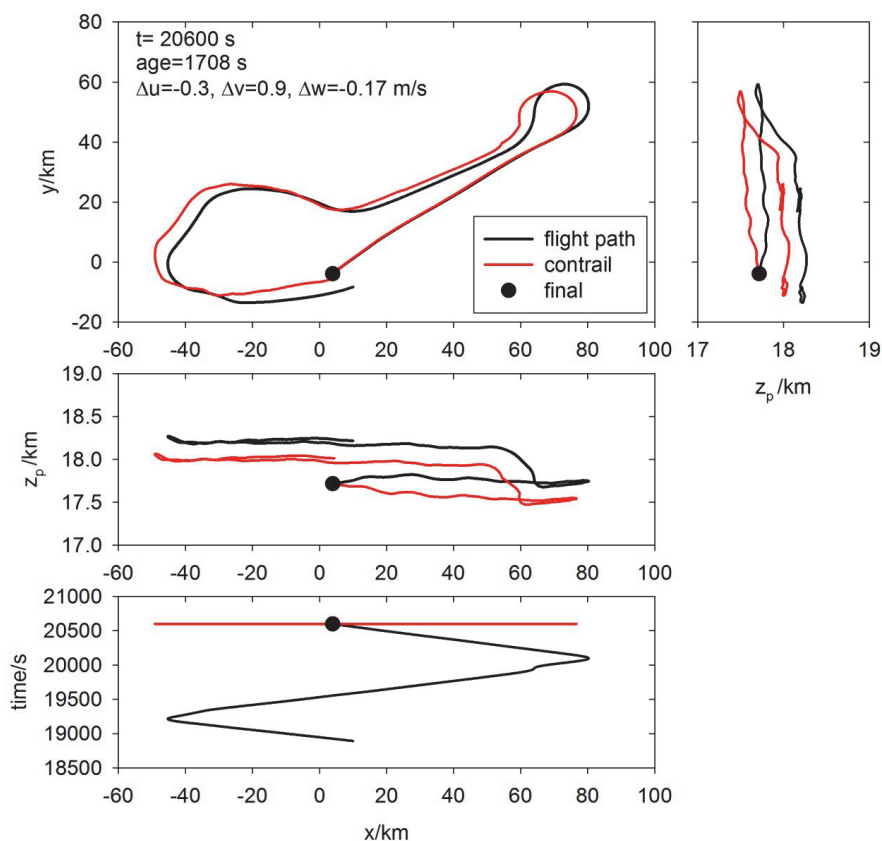 80
60
40
20
0
-20
y/km
t= 20600 s
age=1708 s
Δu=-0.3, Δv=0.9, Δw=-0.17 m/s
flight path
contrail
final
-60 -40 -20 0 20 40 60 80 100
17 18 19
zp/km
19.0
18.5
18.0
17.5
17.0
zp/km
-60 -40 -20 0 20 40 60 80 100
21000
20500
20000
19500
19000
18500
time/s
-60 -40 -20 0 20 40 60 80 100
x/km